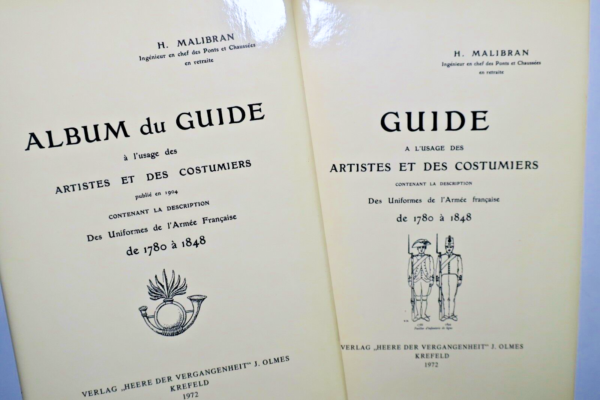 H. MALIBRAN
Ingénieur en chef des Ponts et Chaussées
en retraite
ALBUM du GUIDE
à l'usage des
ARTISTES ET DES COSTUMIERS
publié en 1904
CONTENANT LA DESCRIPTION
Des Uniformes de l'Armée Française
de 1780 à 1848
VERLAG „HEERE DER VERGANGENHEIT" J. OLMES
KREFELD
1972
H. MALIBRAN
Ingénieur en chef des Ponts et Chaussées
en retraite
GUIDE
A L'USAGE DES
ARTISTES ET DES COSTUMIERS
CONTENANT LA DESCRIPTION
Des Uniformes de l'Armée française
de 1780 à 1848
VERLAG „HEERE DER VERGANGENHEIT" J. OLMES
KREFELD
1972